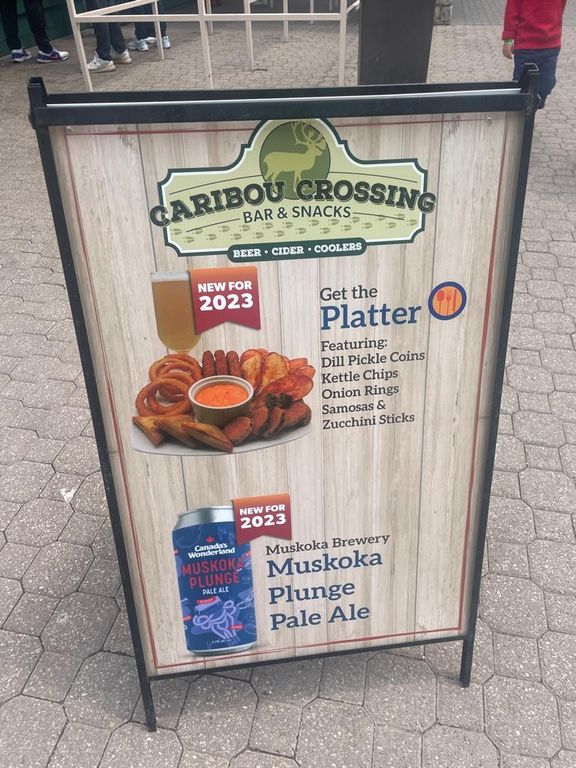 CARIBOU CROSSING
BAR & SNACKS
BEER • CIDER • COOLERS
NEW FOR
2023
Get the
Platter
Featuring:
Dill Pickle Coins
Kettle Chips
Onion Rings
Samosas &
Zucchini Sticks
NEW FOR
2023
Canada's
Wonderland
MUSKOKA
PLUNGE
PALE ALE
Muskoka Brewery
Muskoka
Plunge
Pale Ale